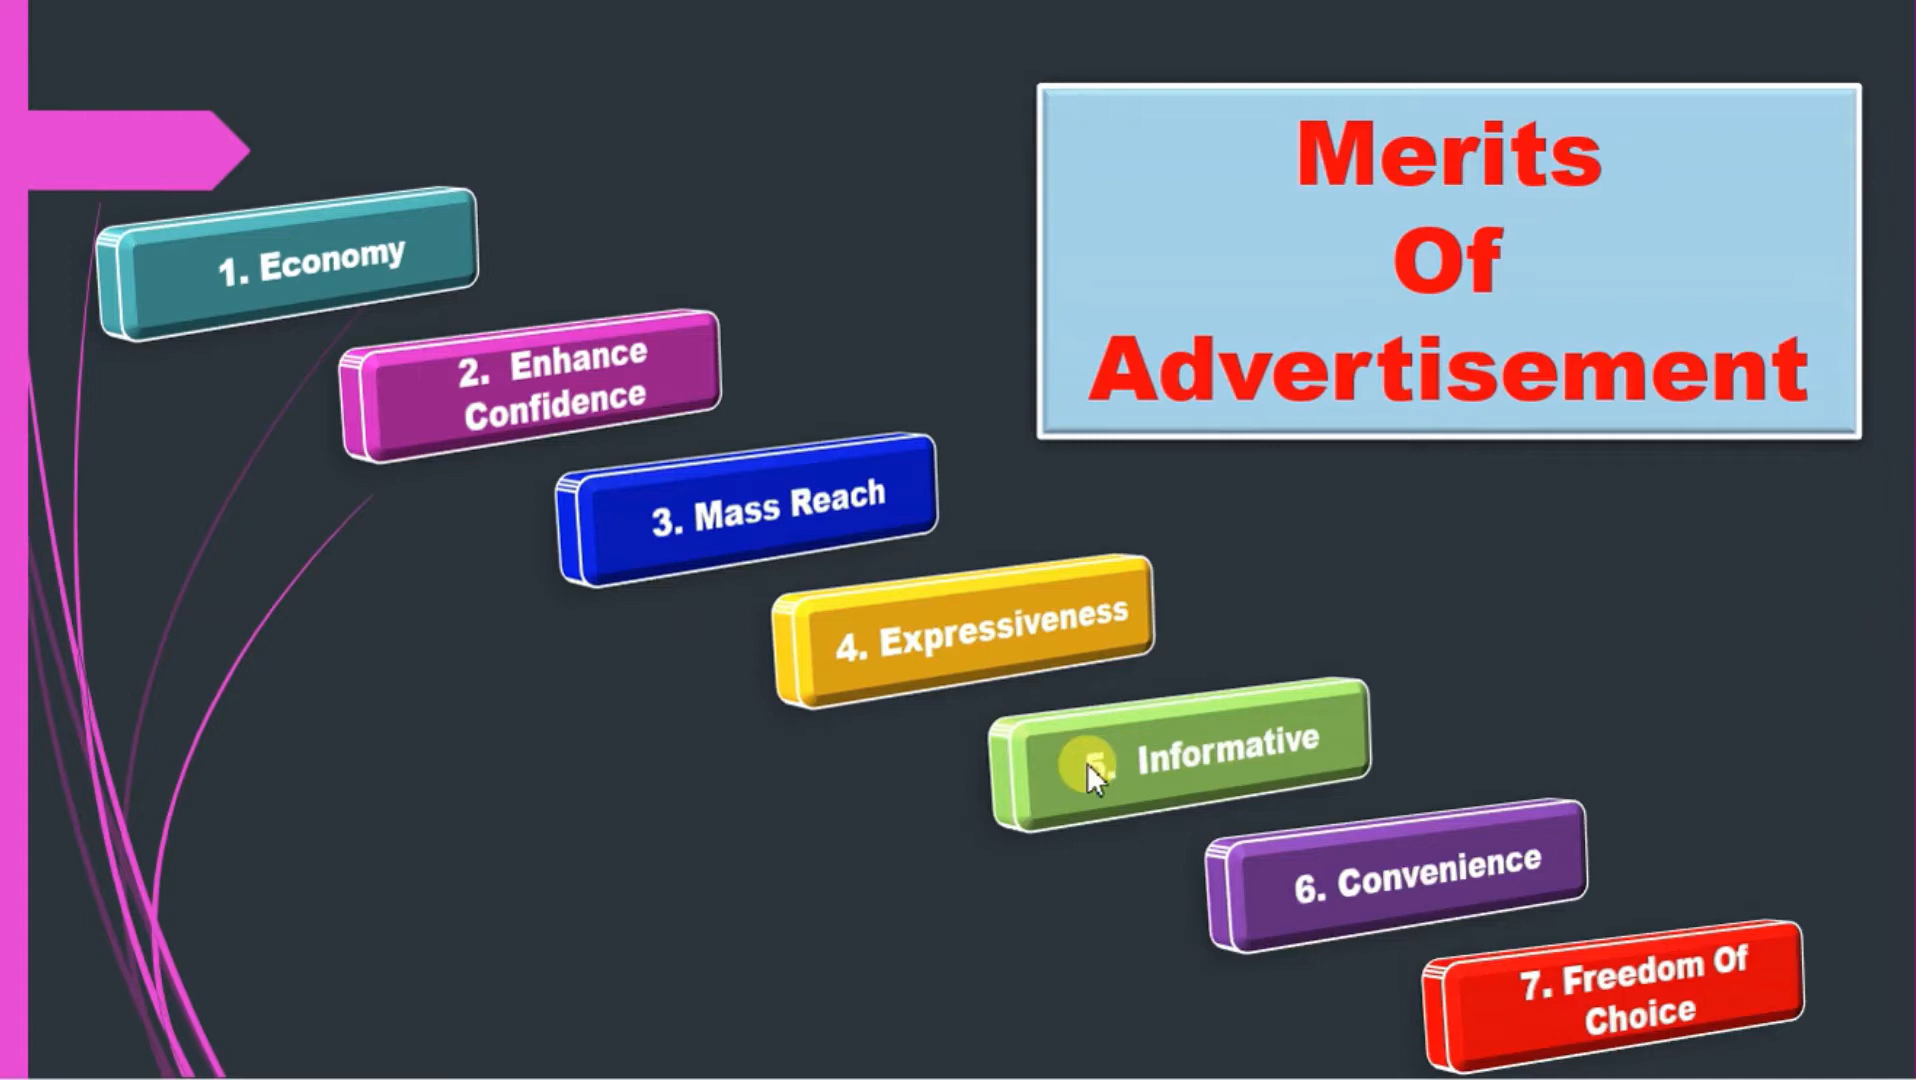 Merits
Of
Advertisement
1. Economy
2. Enhance
Confidence
3. Mass Reach
4. Expressiveness
5. Informative
6. Convenience
7. Freedom Of
Choice